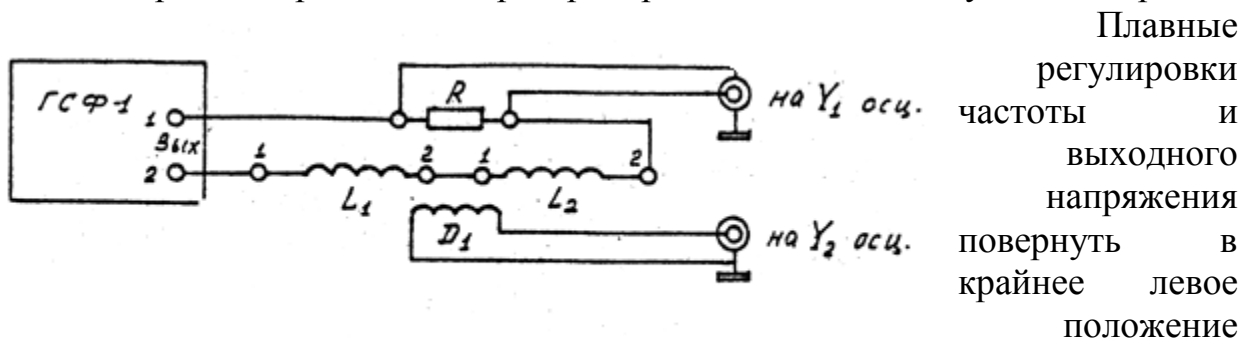 Плавные
регулировки
частоты и
выходного
напряжения
повернуть в
крайнее левое
положение
ГСФ-1
1
Вых
2
R
на Y₁ осц.
1
2
1
2
L₁
L₂
D₁
на Y₂ осц.